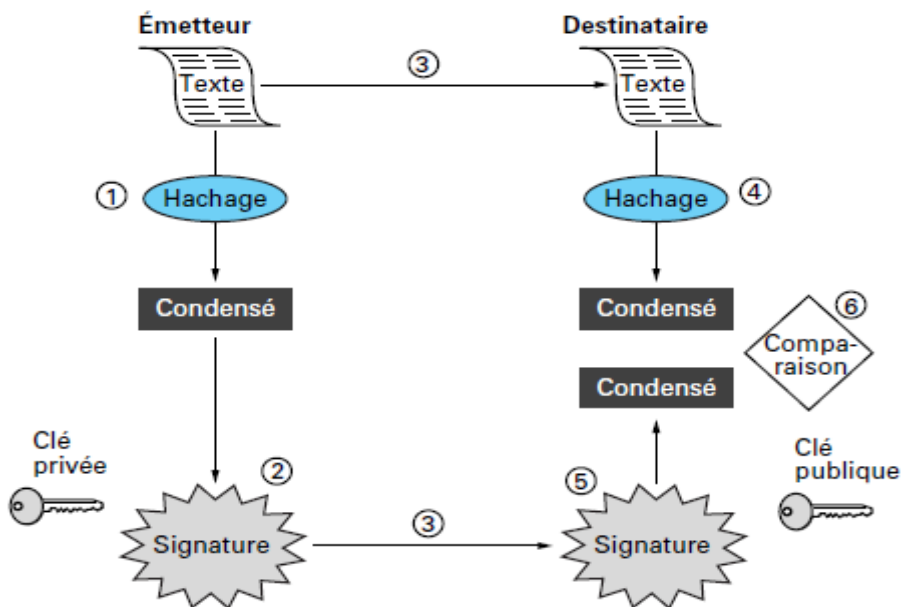 Émetteur
Destinataire
Texte
③
Texte
①
Hachage
Hachage
④
Condensé
Condensé
⑥
Compa-
raison
Condensé
Clé
privée
②
⑤
Clé
publique
Signature
③
Signature